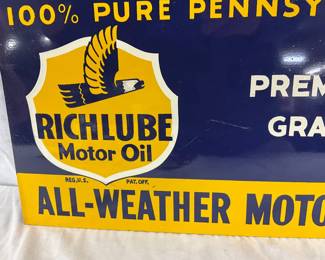 100% PURE PENNSY
PREM
GRA
RICHLUBE
Motor Oil
REG. U.S. PAT. OFF.
ALL-WEATHER MOTO